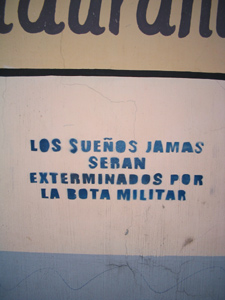 LOS SUEÑOS JAMAS
SERAN
EXTERMINADOS POR
LA BOTA MILITAR